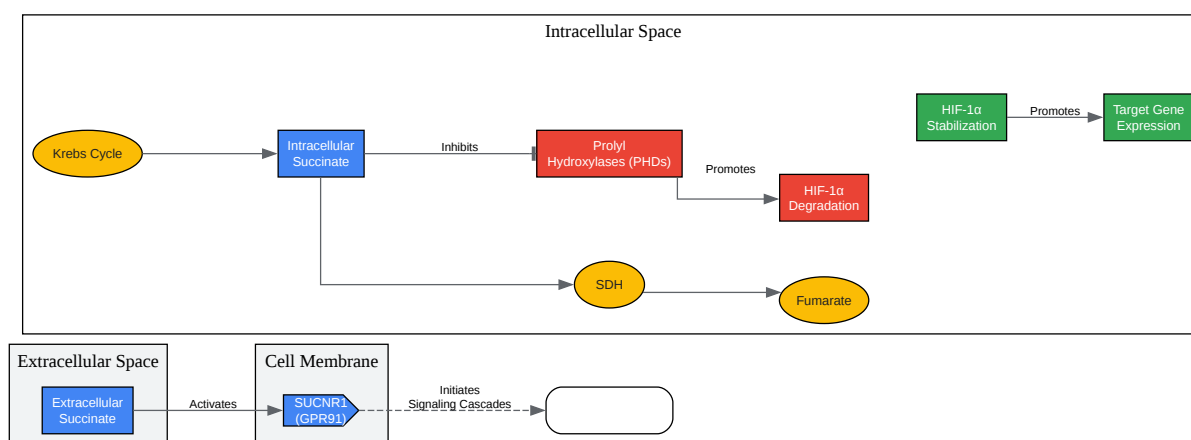 Intracellular Space
HIF-1α
Stabilization
Promotes
Target Gene
Expression
Krebs Cycle
Intracellular
Succinate
Inhibits
Prolyl
Hydroxylases (PHDs)
Promotes
HIF-1α
Degradation
SDH
Fumarate
Extracellular Space
Cell Membrane
Extracellular
Succinate
Activates
SUCNR1
(GPR91)
Initiates
Signaling Cascades